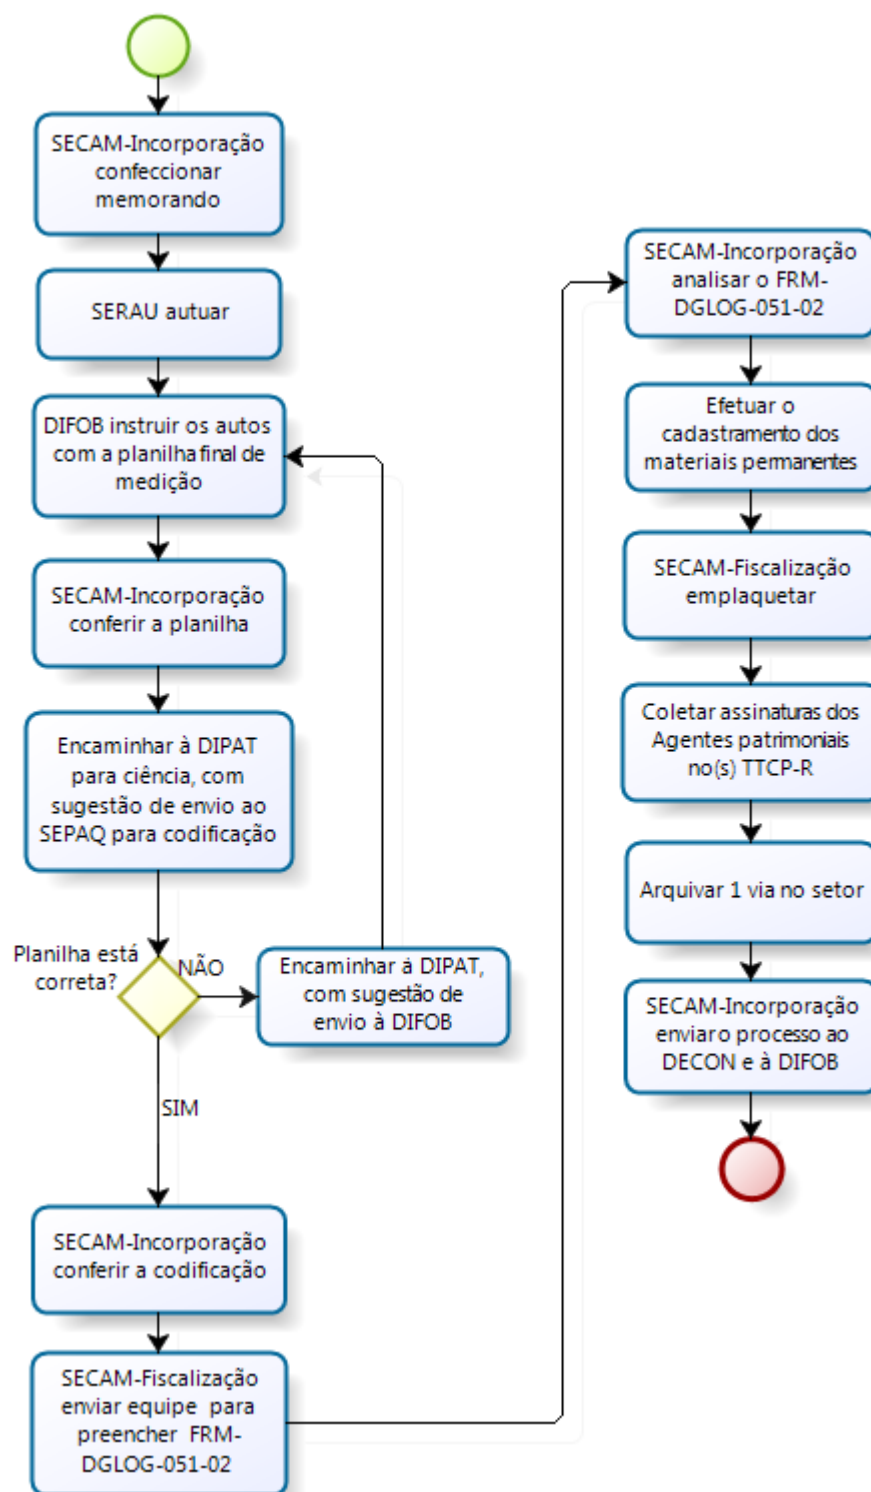 SECAM-Incorporação
confeccionar
memorando
SERAU autuar
DIFOB instruir os autos
com a planilha final de
medição
SECAM-Incorporação
conferir a planilha
Encaminhar à DIPAT
para ciência, com
sugestão de envio ao
SEPAQ para codificação
Planilha está
correta?
NÃO
Encaminhar à DIPAT,
com sugestão de
envio à DIFOB
SIM
SECAM-Incorporação
conferir a codificação
SECAM-Fiscalização
enviar equipe para
preencher FRM-
DGLOG-051-02
SECAM-Incorporação
analisar o FRM-
DGLOG-051-02
Efetuar o
cadastramento dos
materiais permanentes
SECAM-Fiscalização
emplaquetar
Coletar assinaturas dos
Agentes patrimoniais
no(s) TTCP-R
Arquivar 1 via no setor
SECAM-Incorporação
enviar o processo ao
DECON e à DIFOB